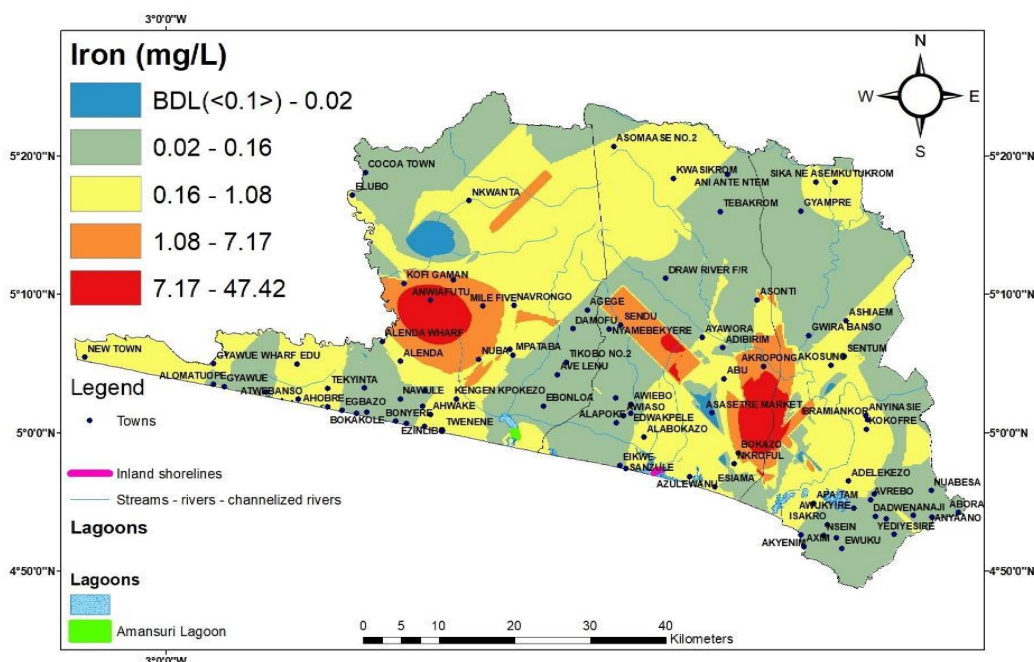 3°0'0"W
Iron (mg/L)
BDL(<0.1>) - 0.02
0.02 - 0.16
0.16 - 1.08
1.08 - 7.17
7.17 - 47.42
N
W E
S
5°20'0"N 5°20'0"N
5°10'0"N 5°10'0"N
5°0'0"N 5°0'0"N
4°50'0"N 4°50'0"N
ASOMAASE NO.2
COCOA TOWN
KWASIKROM
SIKA NE ASEMKUTUKROM
ANI ANTE NTEM
ELUBO
NKWANTA
TEBAKROM
GYAMPRE
DRAW RIVER F/R
KOFI GAMAN
ANWIAFUTU
MILE FIVE
NAVRONGO
AGEGE
ASONTI
DAMOFU
SENDU
NYAMEBEKYERE
ASHIAEM
GWIRA BANSO
ALENDA WHARF
AYAWORA
ADIBIRIM
NEW TOWN
GYAWUE WHARF EDU
ALENDA
NUBA
MPATABA
TIKOBO NO.2
AKROPONG
AKOSUNO
SENTUM
AVE LENU
ABU
Legend
ALOMATUOPE
GYAWUE
ATWEBANSO
TEKYINTA
NAWULE
KENGEN KPOKEZO
EBONLOA
AWIEBO
ASASETRE MARKET
Towns
AHOBRE
EGBAZO
AHWAKE
WIASO
BRAMIANKOR
ANYINASIE
BOKAKOLE
BONYERE
TWENENE
ALAPOKE
EDWAKPELE
KOKOFRE
EZINLIBO
ALABOKAZO
BOKAZO
EIKWE
NKROFUL
Inland shorelines
SANZULE
ADELEKEZO
AZULEWANU
ESIAMA
NUABESA
Streams - rivers - channelized rivers
APA TAM
AVREBO
AWUKYIRE
ABORA
ISAKRO
DADWEN
ANAJI
ANYAANO
Lagoons
NSEIN
YEDIYESIRE
AKYENIM
AXIM
EWUKU
Lagoons
Amansuri Lagoon
0 5 10 20 30 40
Kilometers
3°0'0"W